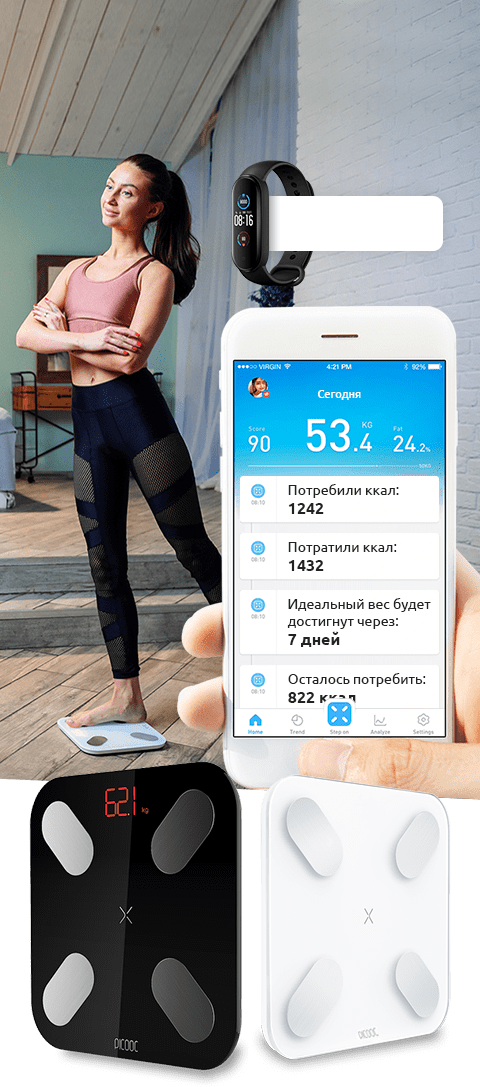 08:16
VIRGIN
4:21 PM
92%
Сегодня
Score
90
53.4 KG
Fat
24.2%
Потребили ккал:
08:10
1242
Потратили ккал:
08:10
1432
Идеальный вес будет
достигнут через:
08:10
7 дней
Осталось потребить:
08:10
822 ккал
Home Trend Step on Analyze Settings
62.1 kg
PICOOC
PICOOC